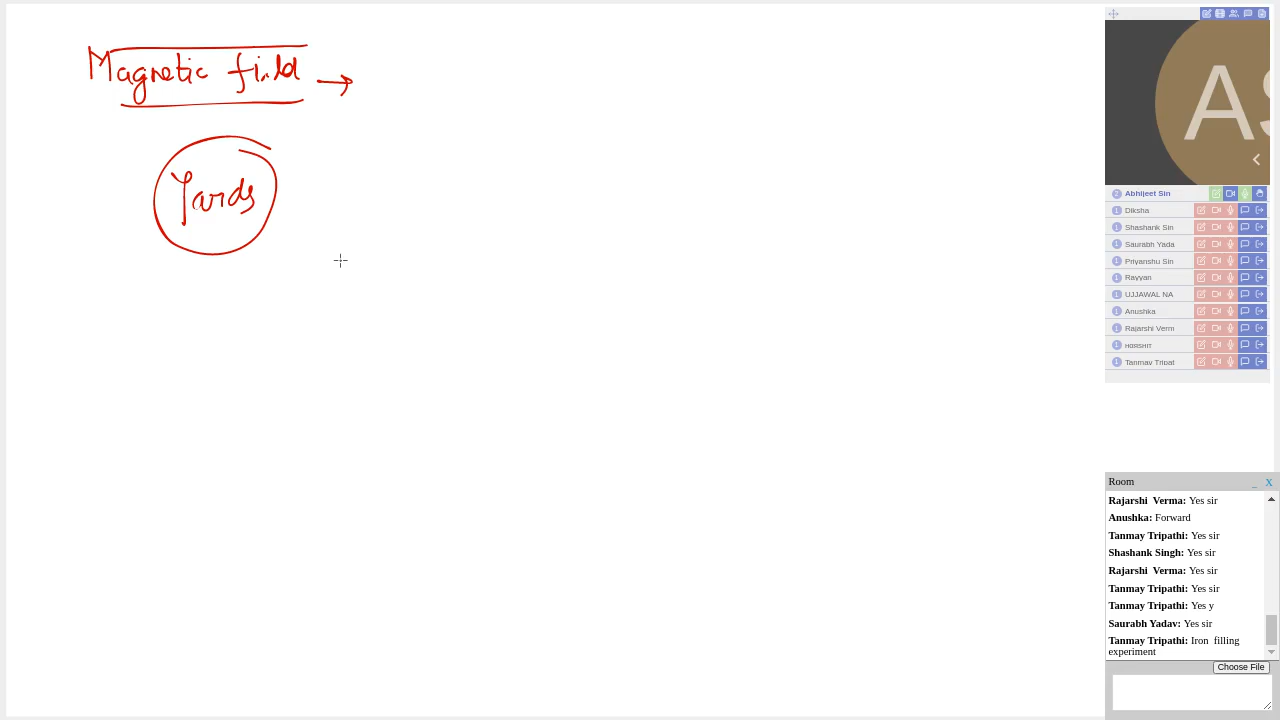 Magnetic field →
Yards
AS
Abhijeet Sin
Diksha
Shashank Sin
Saurabh Yada
Priyanshu Sin
Rayyan
UJJAWAL NA
Anushka
Rajarshi Verm
HαяsΗιт
Tanmay Tripat
Room _ X
Rajarshi Verma: Yes sir
Anushka: Forward
Tanmay Tripathi: Yes sir
Shashank Singh: Yes sir
Rajarshi Verma: Yes sir
Tanmay Tripathi: Yes sir
Tanmay Tripathi: Yes y
Saurabh Yadav: Yes sir
Tanmay Tripathi: Iron filling
experiment
Choose File